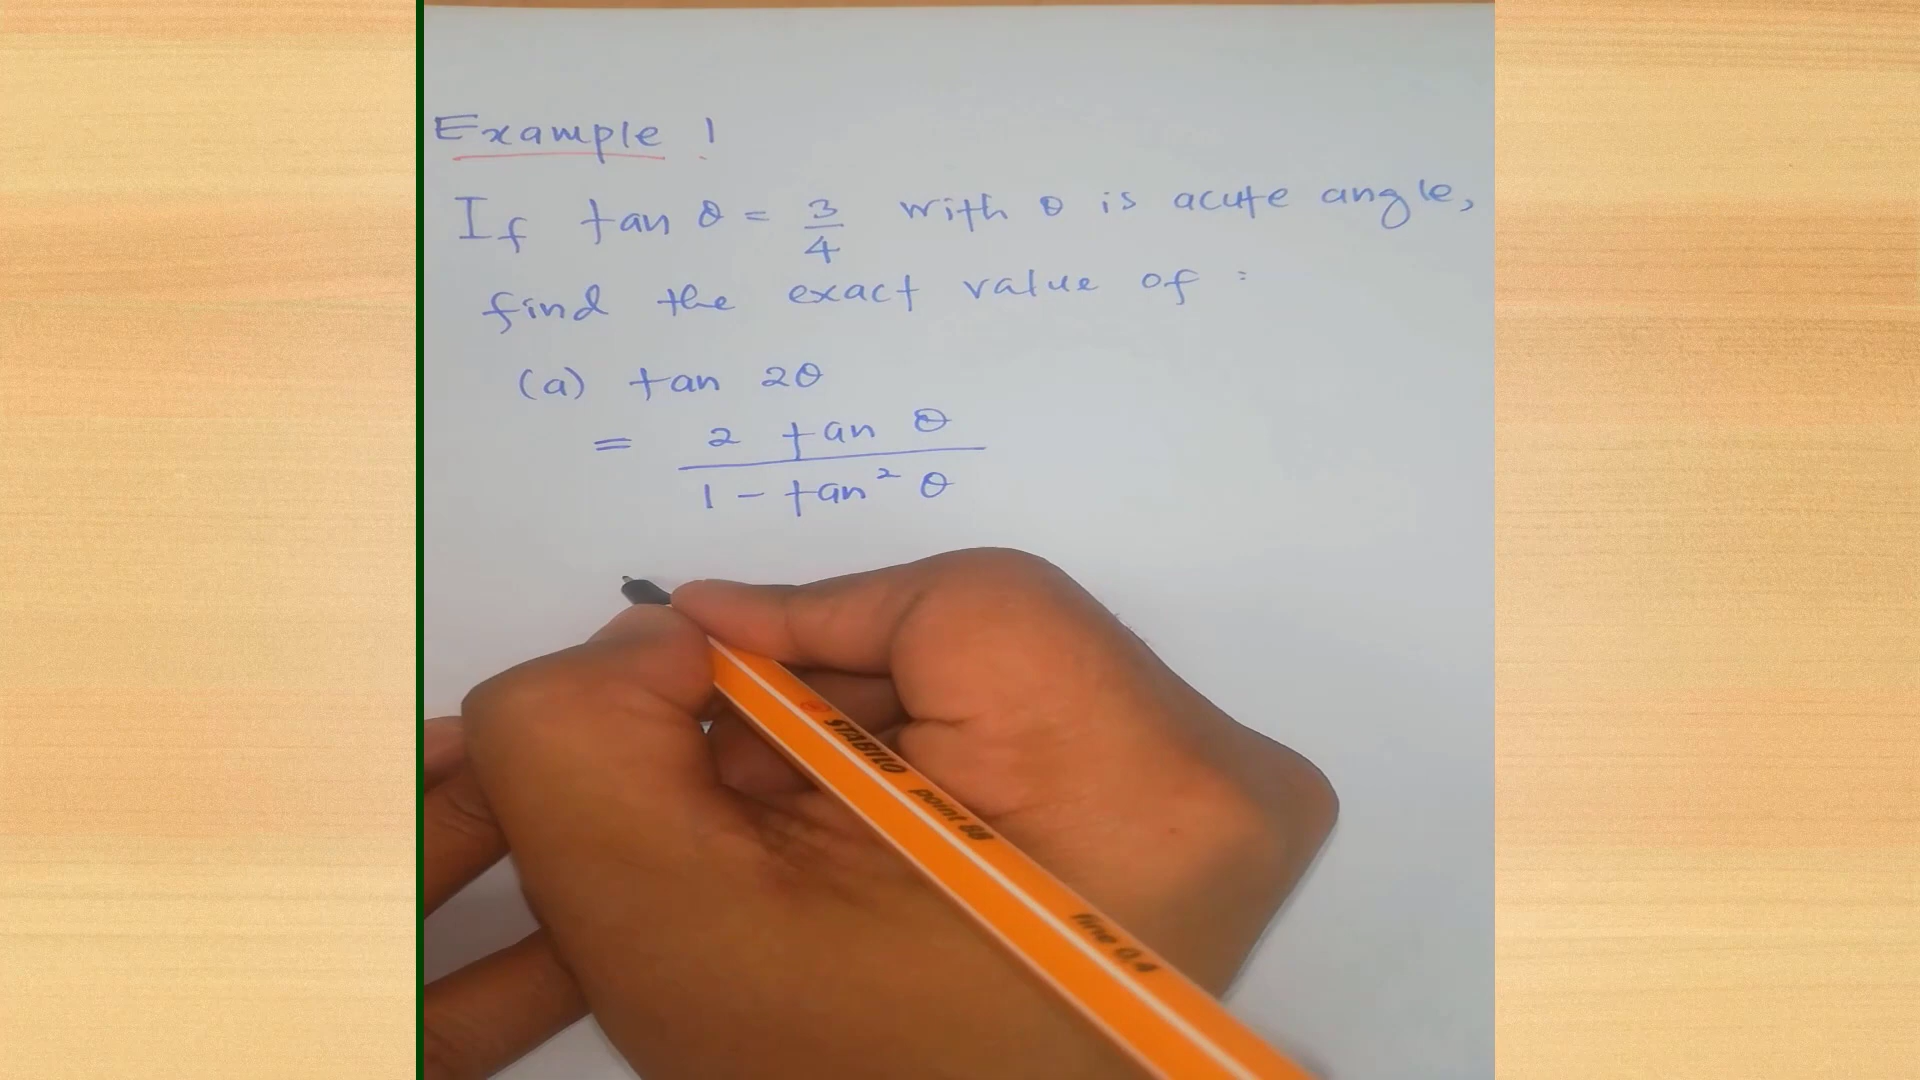 Example 1
If tan θ = 3/4 with θ is acute angle,
find the exact value of :
(a) tan 2θ
= 2 tan θ / 1 - tan² θ
STABILO point 88 fine 0,4